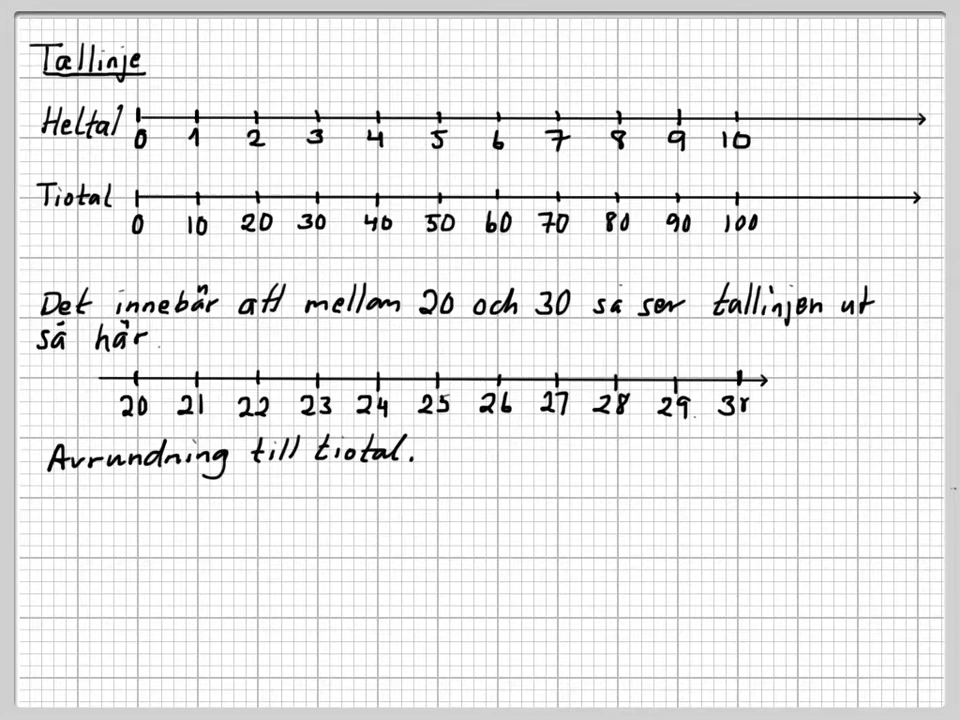 Tallinje
Heltal 0 1 2 3 4 5 6 7 8 9 10
Tiotal 0 10 20 30 40 50 60 70 80 90 100
Det innebär att mellan 20 och 30 så ser tallinjen ut
så här
20 21 22 23 24 25 26 27 28 29
Avrundning till tiotal.